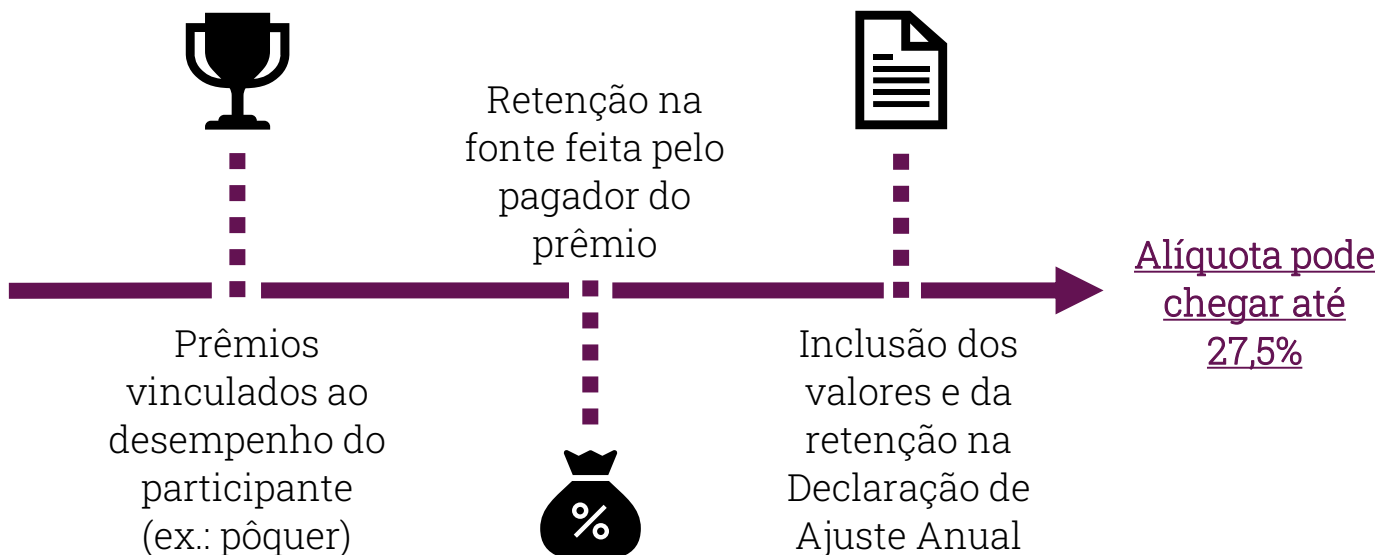 Retenção na
fonte feita pelo
pagador do
prêmio
Prêmios
vinculados ao
desempenho do
participante
(ex.: pôquer)
%
Inclusão dos
valores e da
retenção na
Declaração de
Ajuste Anual
Alíquota pode
chegar até
27,5%